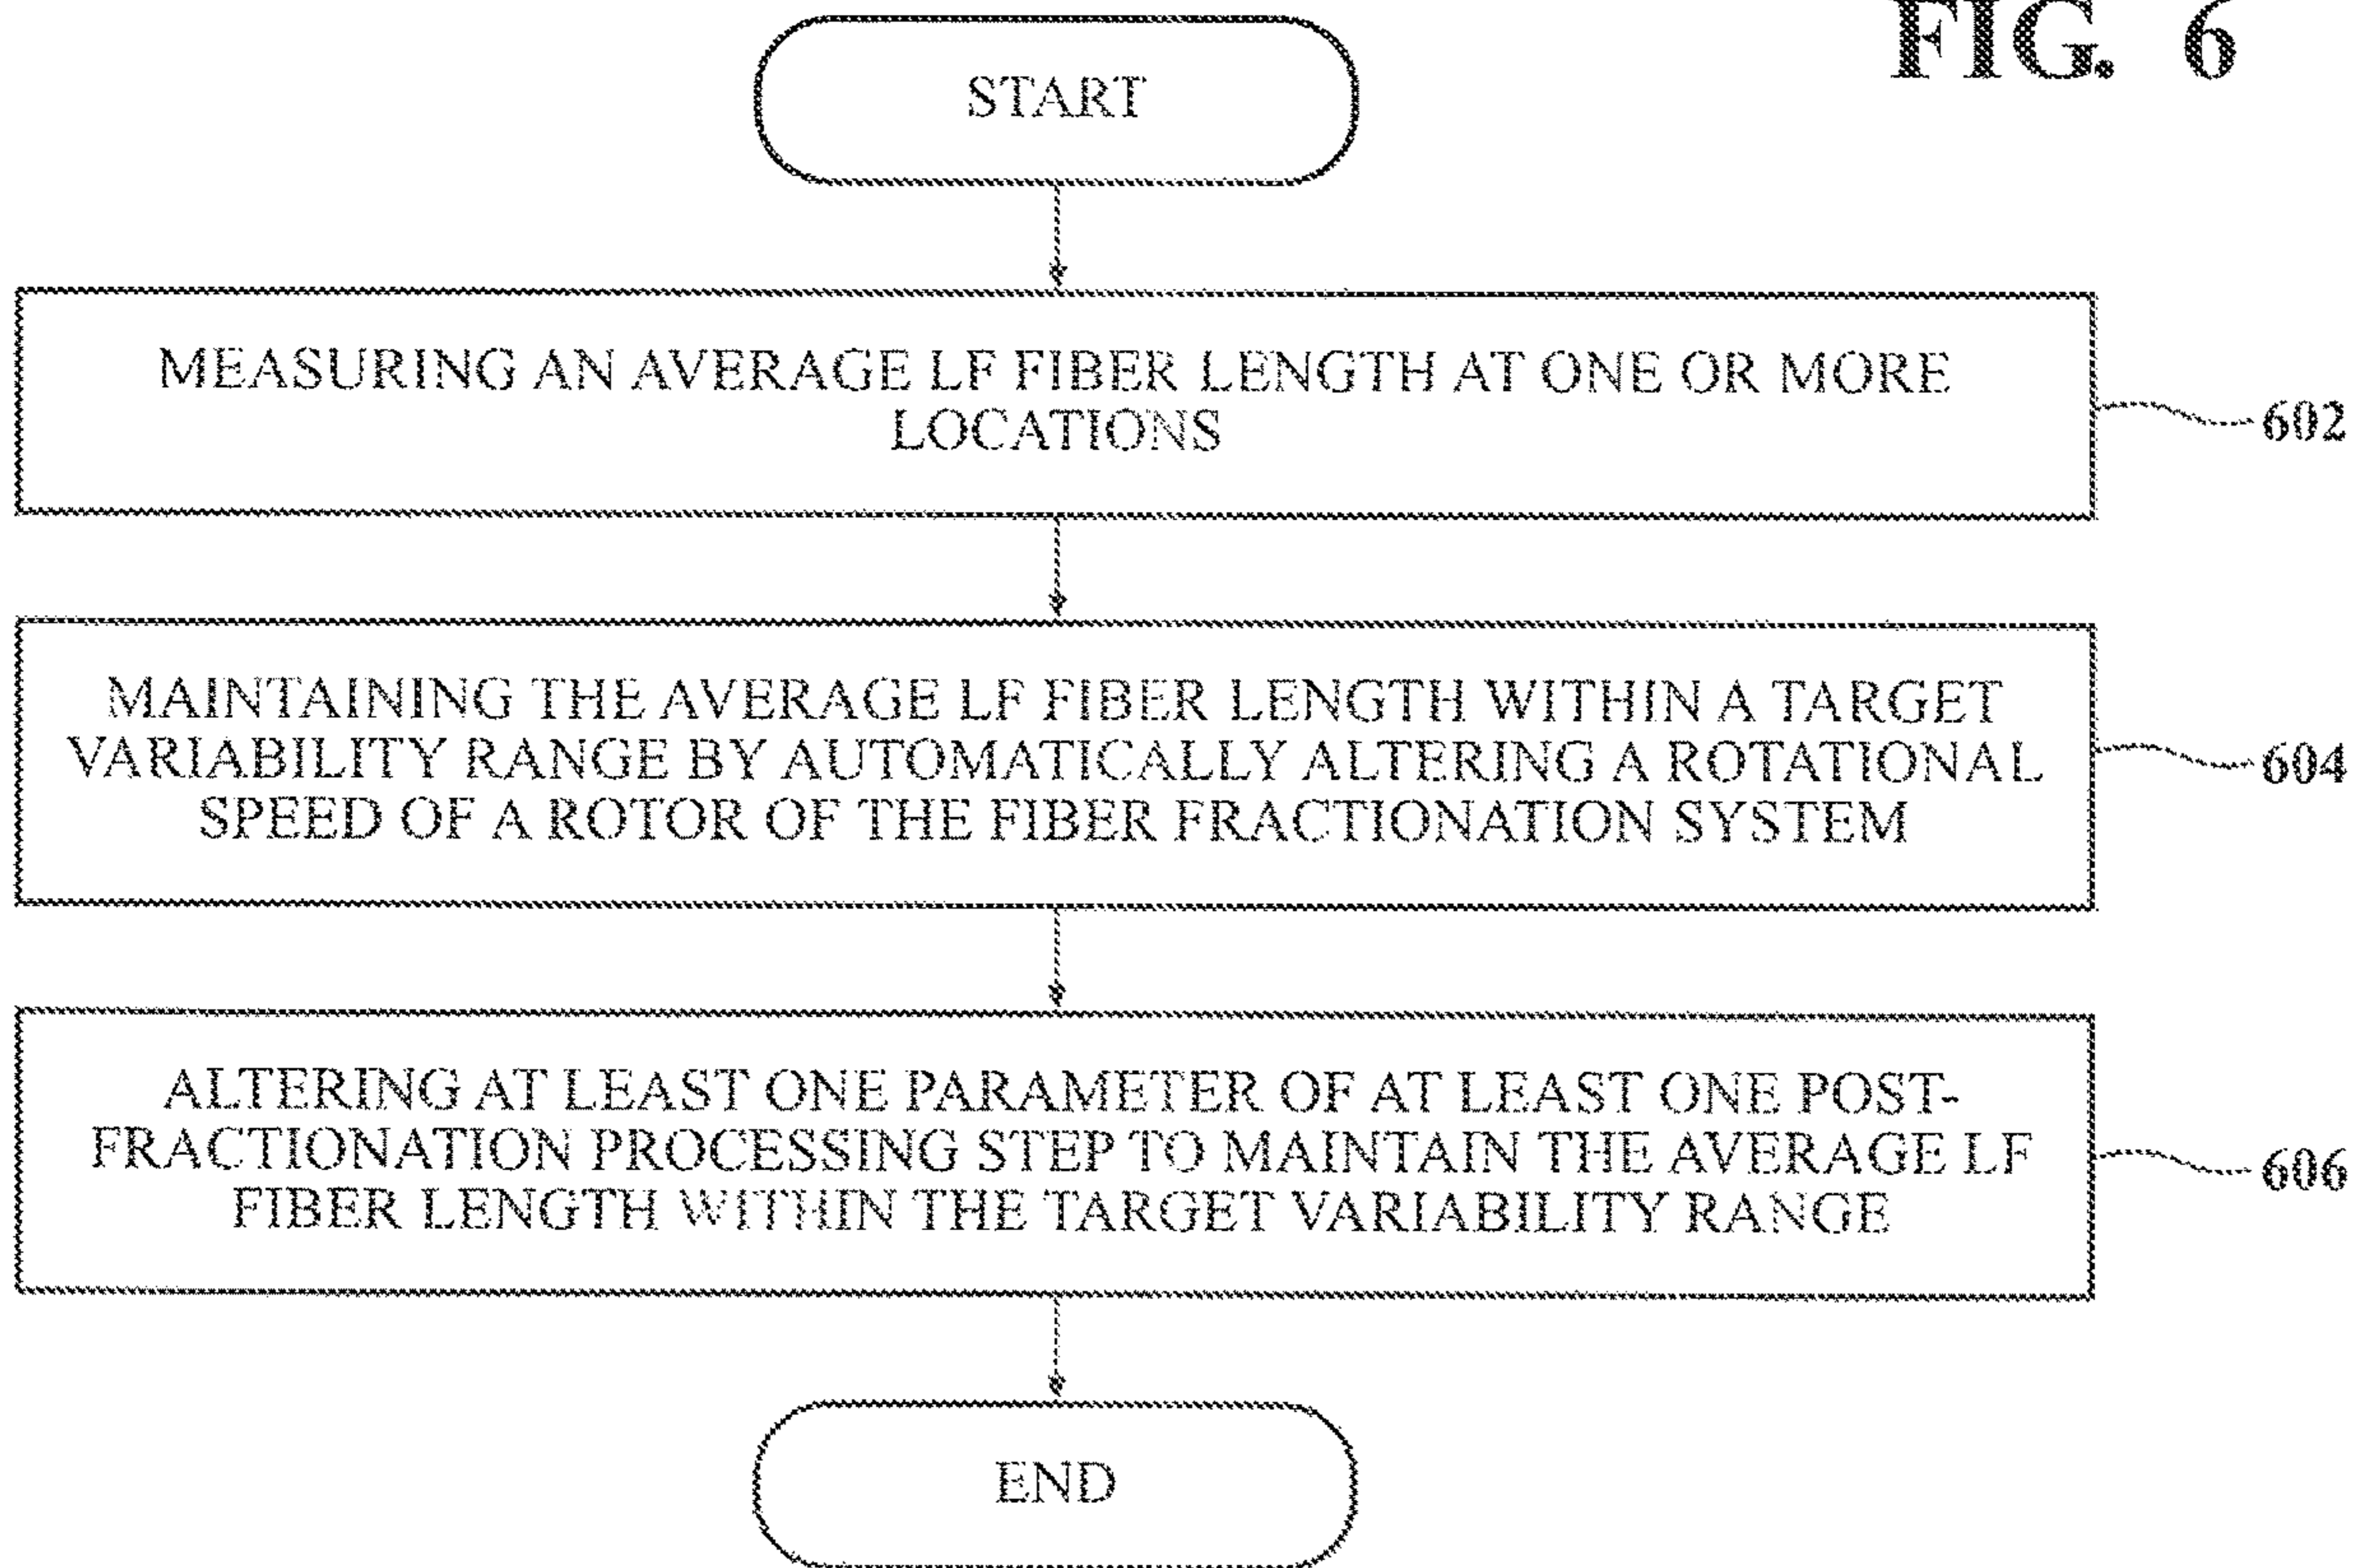 FIG. 6
START
MEASURING AN AVERAGE LF FIBER LENGTH AT ONE OR MORE
LOCATIONS
602
MAINTAINING THE AVERAGE LF FIBER LENGTH WITHIN A TARGET
VARIABILITY RANGE BY AUTOMATICALLY ALTERING A ROTATIONAL
SPEED OF A ROTOR OF THE FIBER FRACTIONATION SYSTEM
604
ALTERING AT LEAST ONE PARAMETER OF AT LEAST ONE POST-
FRACTIONATION PROCESSING STEP TO MAINTAIN THE AVERAGE LF
FIBER LENGTH WITHIN THE TARGET VARIABILITY RANGE
606
END